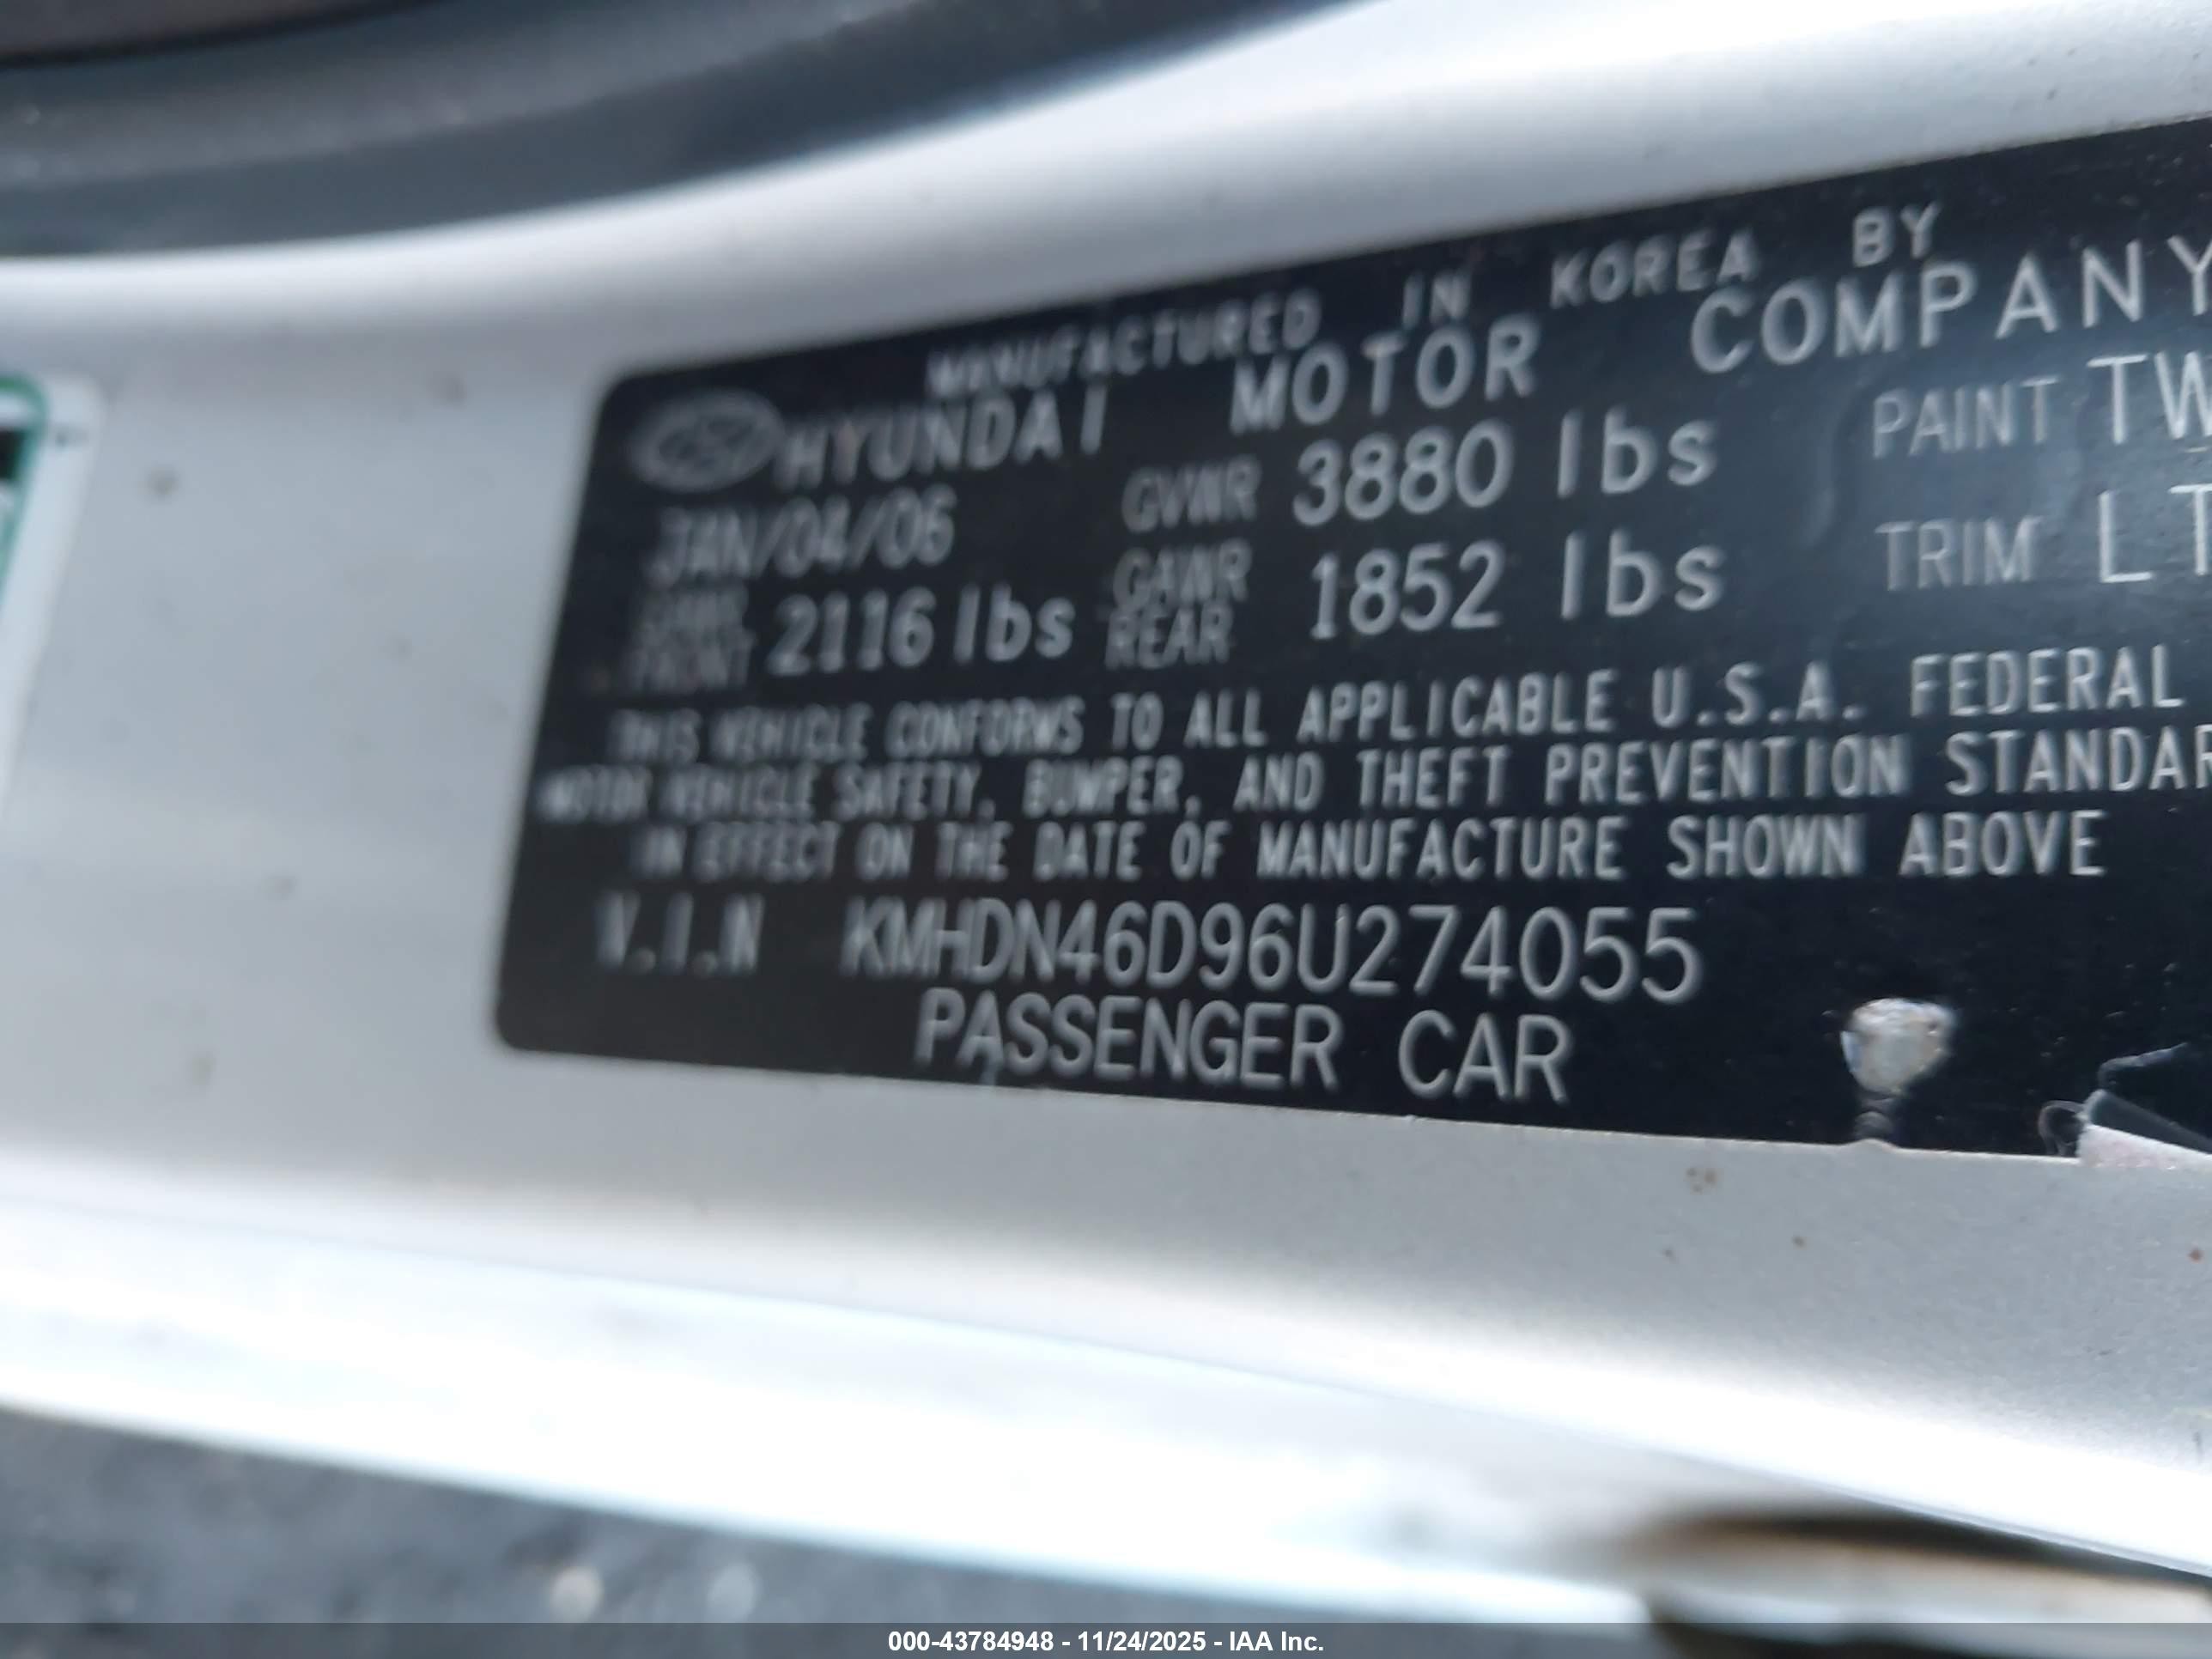 MANUFACTURED IN KOREA BY
HYUNDAI MOTOR COMPANY
JAN/04/06 GVWR 3880 lbs PAINT TW
GAWR FRONT 2116 lbs GAWR REAR 1852 lbs TRIM LT
THIS VEHICLE CONFORMS TO ALL APPLICABLE U.S.A. FEDERAL
MOTOR VEHICLE SAFETY, BUMPER, AND THEFT PREVENTION STANDAR
IN EFFECT ON THE DATE OF MANUFACTURE SHOWN ABOVE
V.I.N KMHDN46D96U274055
PASSENGER CAR
000-43784948 - 11/24/2025 - IAA Inc.